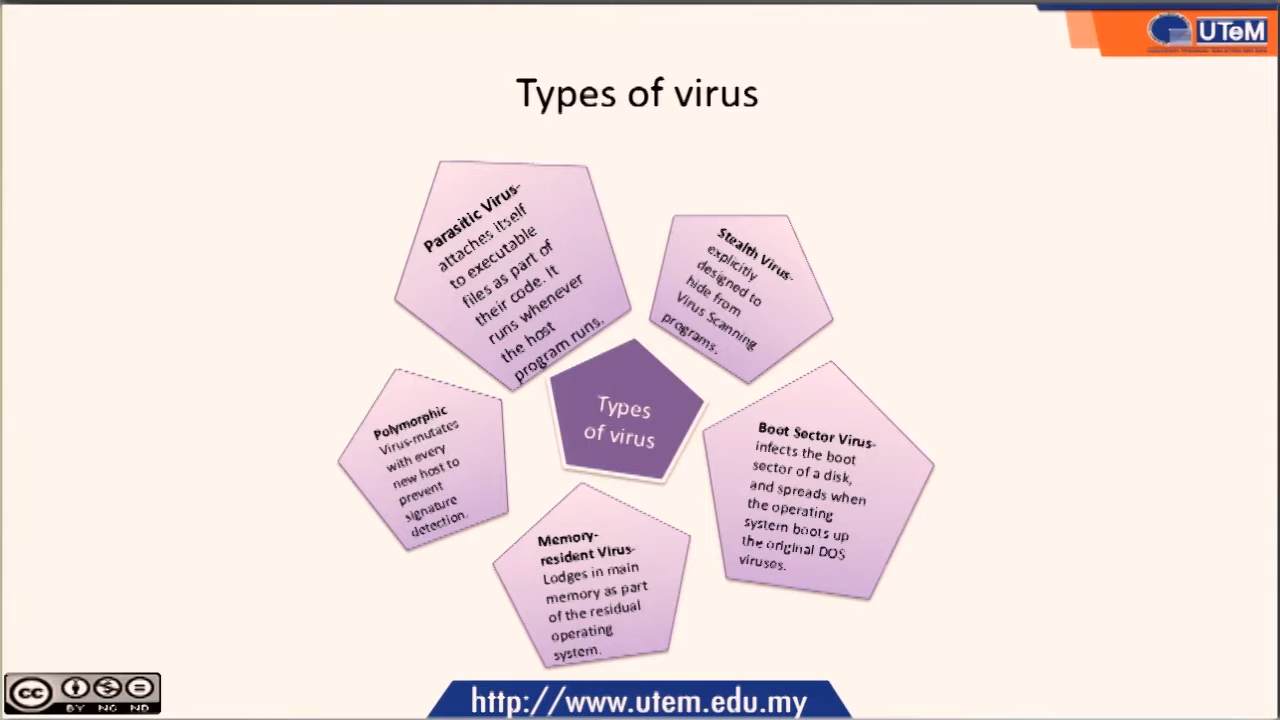 UTeM
Types of virus
Parasitic Virus-
attaches itself
to executable
files as part of
their code. It
runs whenever
the host
program runs.
Stealth Virus-
explicitly
designed to
hide from
Virus Scanning
programs.
Types
of virus
Polymorphic
Virus-mutates
with every
new host to
prevent
signature
detection.
Boot Sector Virus-
infects the boot
sector of a disk,
and spreads when
the operating
system boots up
the original DOS
viruses.
Memory-
resident Virus-
Lodges in main
memory as part
of the residual
operating
system.
cc
BY NC ND
http://www.utem.edu.my